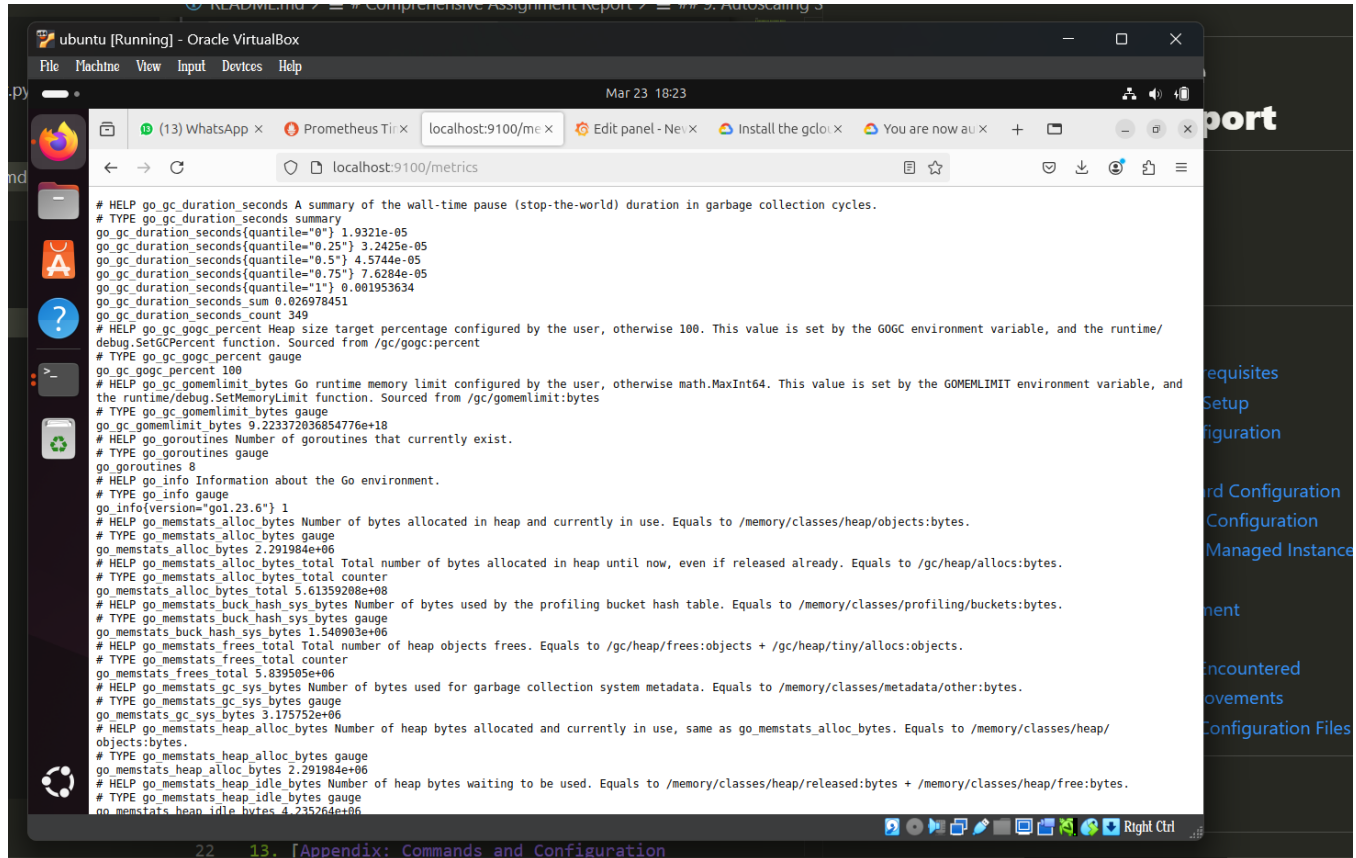 README.md > # Comprehensive Assignment Report > ## 9. Autoscaling S
ubuntu [Running] - Oracle VirtualBox
File Machine View Input Devices Help
Mar 23 18:23
(13) WhatsApp
Prometheus Tir
localhost:9100/me
Edit panel - Nev
Install the gclou
You are now au
localhost:9100/metrics
# HELP go_gc_duration_seconds A summary of the wall-time pause (stop-the-world) duration in garbage collection cycles.
# TYPE go_gc_duration_seconds summary
go_gc_duration_seconds{quantile="0"} 1.9321e-05
go_gc_duration_seconds{quantile="0.25"} 3.2425e-05
go_gc_duration_seconds{quantile="0.5"} 4.5744e-05
go_gc_duration_seconds{quantile="0.75"} 7.6284e-05
go_gc_duration_seconds{quantile="1"} 0.001953634
go_gc_duration_seconds_sum 0.026978451
go_gc_duration_seconds_count 349
# HELP go_gc_gogc_percent Heap size target percentage configured by the user, otherwise 100. This value is set by the GOGC environment variable, and the runtime/
debug.SetGCPercent function. Sourced from /gc/gogc:percent
# TYPE go_gc_gogc_percent gauge
go_gc_gogc_percent 100
# HELP go_gc_gomemlimit_bytes Go runtime memory limit configured by the user, otherwise math.MaxInt64. This value is set by the GOMEMLIMIT environment variable, and
the runtime/debug.SetMemoryLimit function. Sourced from /gc/gomemlimit:bytes
# TYPE go_gc_gomemlimit_bytes gauge
go_gc_gomemlimit_bytes 9.223372036854776e+18
# HELP go_goroutines Number of goroutines that currently exist.
# TYPE go_goroutines gauge
go_goroutines 8
# HELP go_info Information about the Go environment.
# TYPE go_info gauge
go_info{version="go1.23.6"} 1
# HELP go_memstats_alloc_bytes Number of bytes allocated in heap and currently in use. Equals to /memory/classes/heap/objects:bytes.
# TYPE go_memstats_alloc_bytes gauge
go_memstats_alloc_bytes 2.291984e+06
# HELP go_memstats_alloc_bytes_total Total number of bytes allocated in heap until now, even if released already. Equals to /gc/heap/allocs:bytes.
# TYPE go_memstats_alloc_bytes_total counter
go_memstats_alloc_bytes_total 5.61359208e+08
# HELP go_memstats_buck_hash_sys_bytes Number of bytes used by the profiling bucket hash table. Equals to /memory/classes/profiling/buckets:bytes.
# TYPE go_memstats_buck_hash_sys_bytes gauge
go_memstats_buck_hash_sys_bytes 1.540903e+06
# HELP go_memstats_frees_total Total number of heap objects frees. Equals to /gc/heap/frees:objects + /gc/heap/tiny/allocs:objects.
# TYPE go_memstats_frees_total counter
go_memstats_frees_total 5.839505e+06
# HELP go_memstats_gc_sys_bytes Number of bytes used for garbage collection system metadata. Equals to /memory/classes/metadata/other:bytes.
# TYPE go_memstats_gc_sys_bytes gauge
go_memstats_gc_sys_bytes 3.175752e+06
# HELP go_memstats_heap_alloc_bytes Number of heap bytes allocated and currently in use, same as go_memstats_alloc_bytes. Equals to /memory/classes/heap/
objects:bytes.
# TYPE go_memstats_heap_alloc_bytes gauge
go_memstats_heap_alloc_bytes 2.291984e+06
# HELP go_memstats_heap_idle_bytes Number of heap bytes waiting to be used. Equals to /memory/classes/heap/released:bytes + /memory/classes/heap/free:bytes.
# TYPE go_memstats_heap_idle_bytes gauge
go_memstats_heap_idle_bytes 4.235264e+06
Right Ctrl
.py
md
port
requisites
Setup
figuration
rd Configuration
Configuration
Managed Instance
ment
Encountered
ovements
Configuration Files
22 13. [Appendix: Commands and Configuration